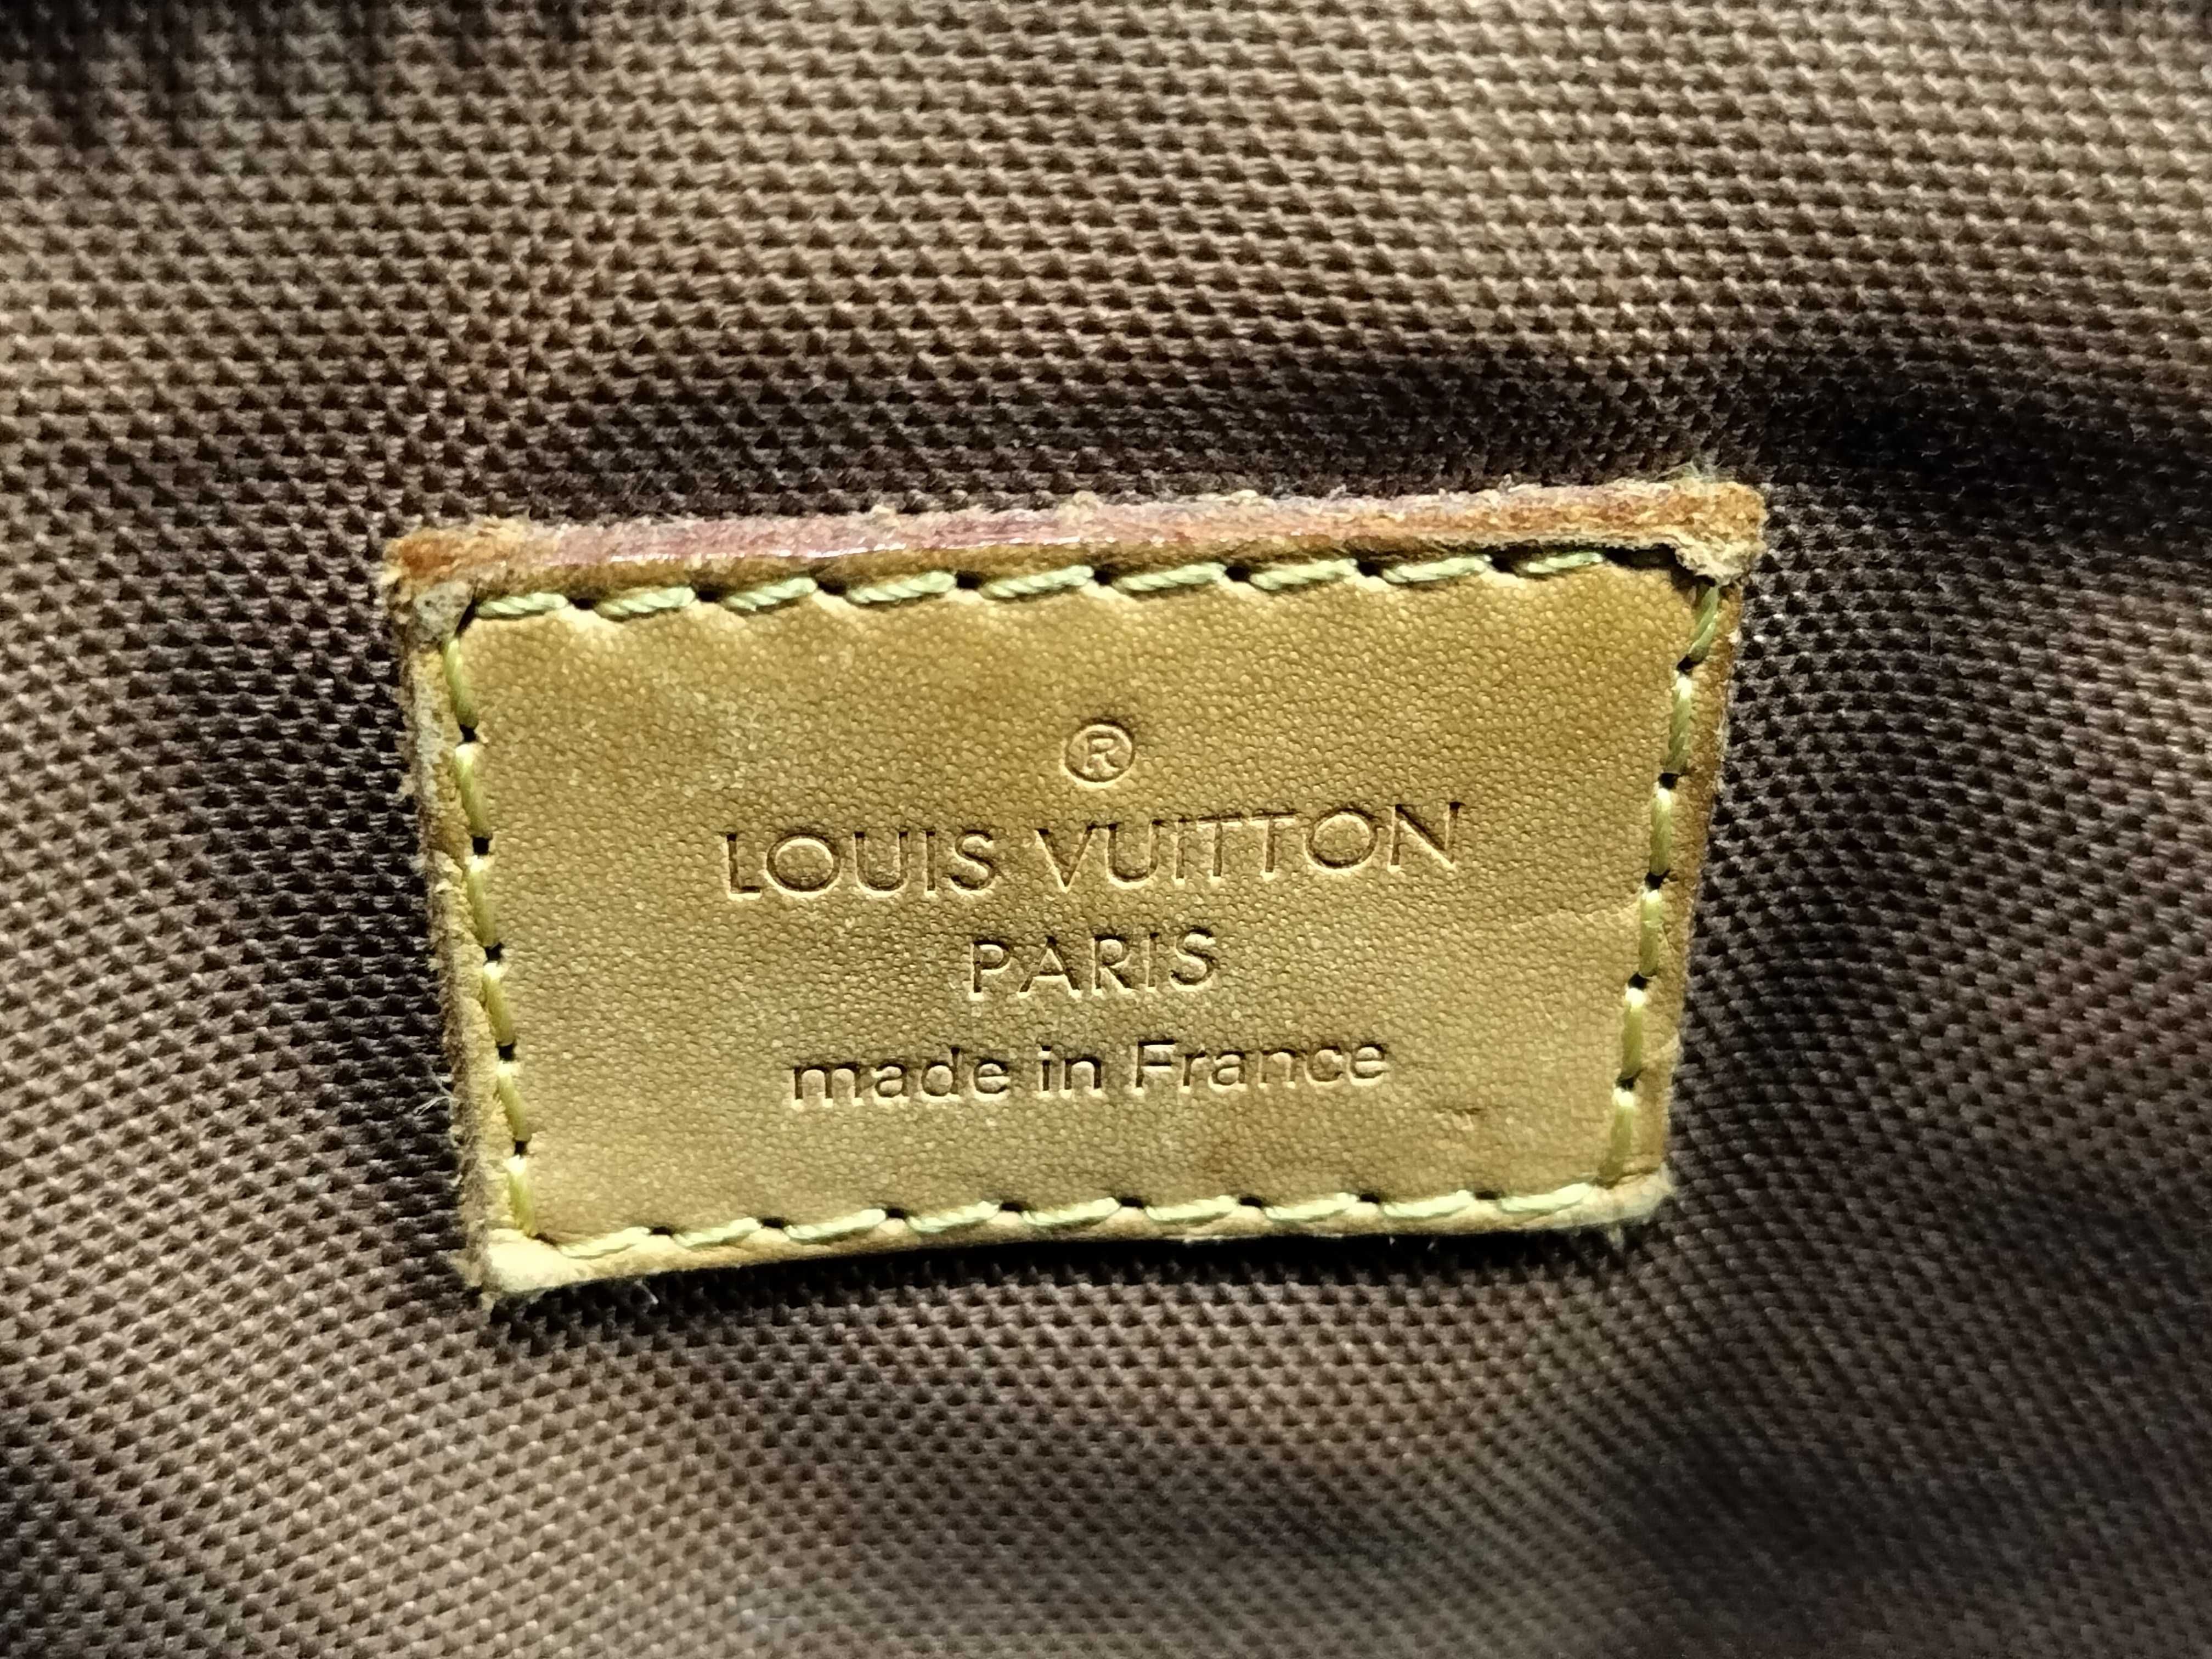 ®
LOUIS VUITTON
PARIS
made in France